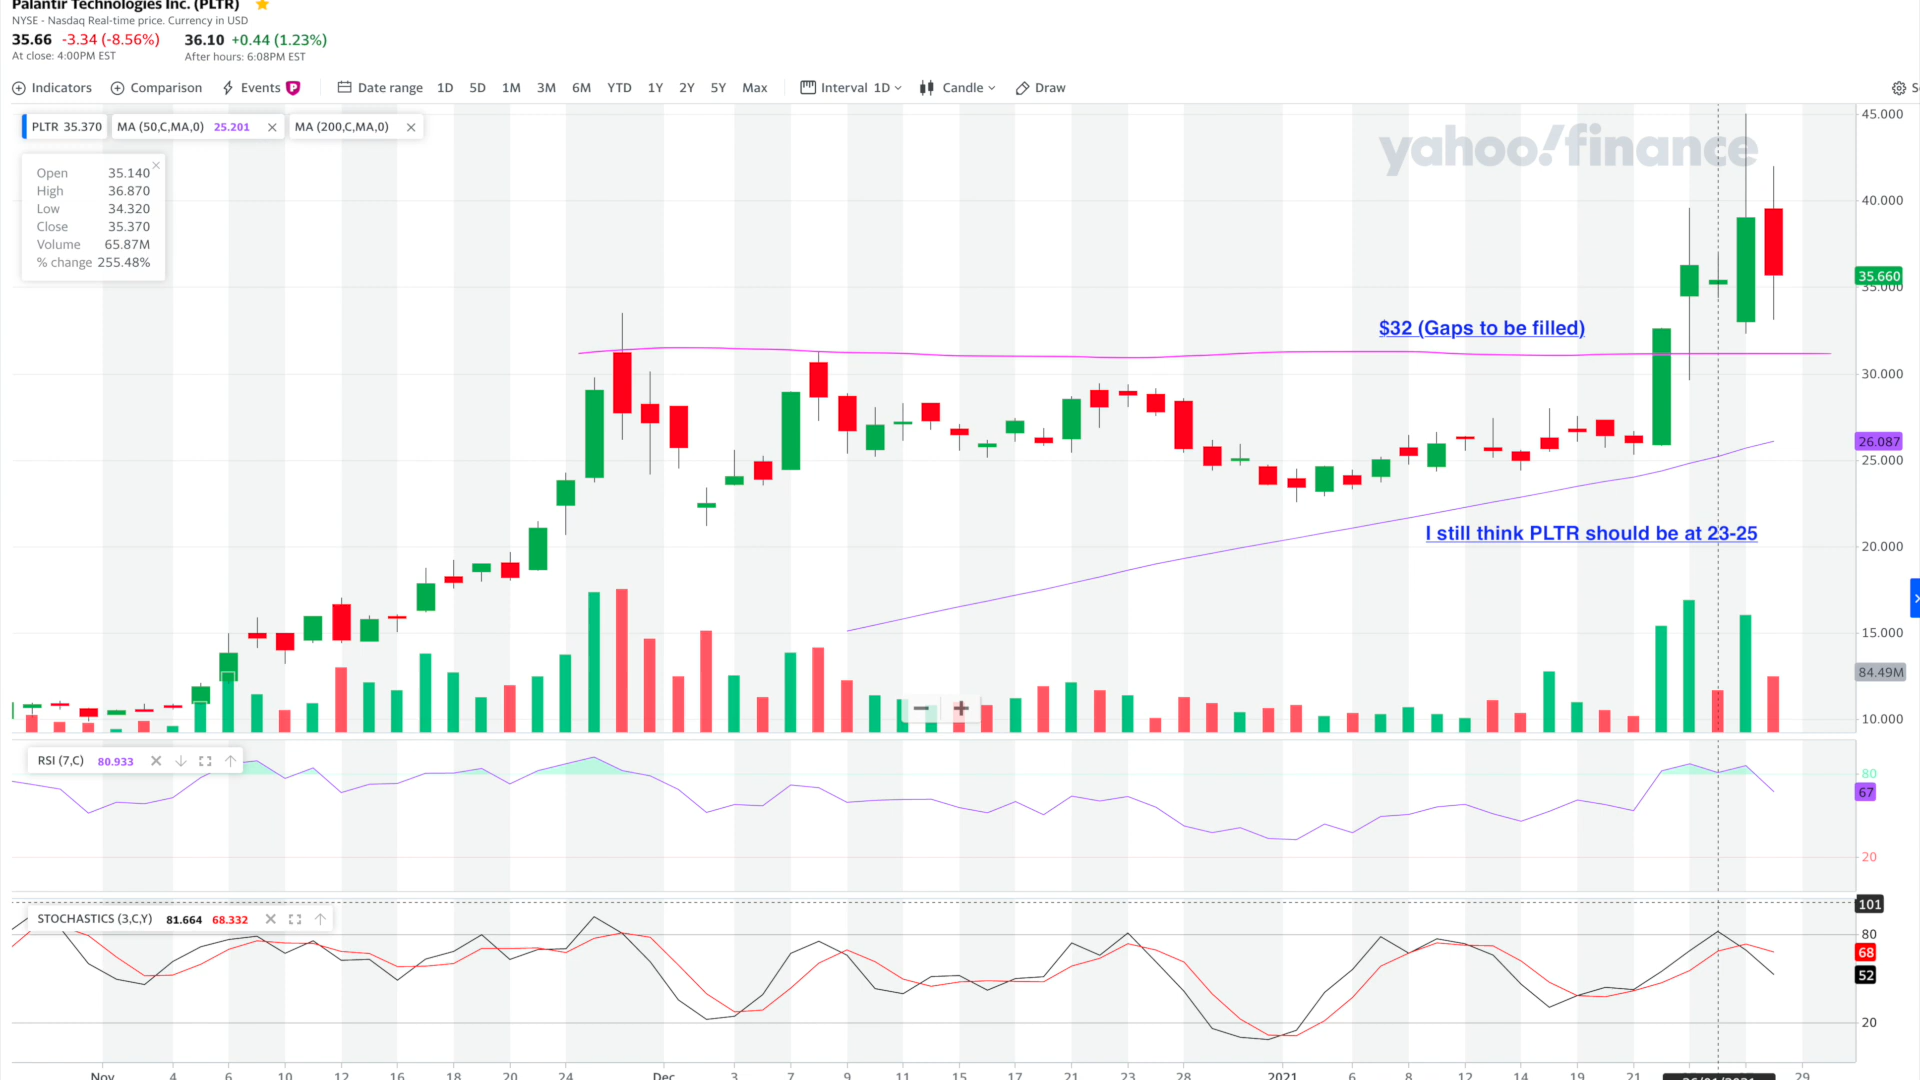 Palantir Technologies Inc. (PLTR)
NYSE - Nasdaq Real-time price. Currency in USD
35.66 -3.34 (-8.56%) 36.10 +0.44 (1.23%)
At close: 4:00PM EST After hours: 6:08PM EST
Indicators Comparison Events P Date range 1D 5D 1M 3M 6M YTD 1Y 2Y 5Y Max Interval 1D Candle Draw
PLTR 35.370 MA (50,C,MA,0) 25.201 MA (200,C,MA,0)
yahoo!finance
Open 35.140
High 36.870
Low 34.320
Close 35.370
Volume 65.87M
% change 255.48%
45.000
40.000
35.660
35.000
$32 (Gaps to be filled)
30.000
26.087
25.000
I still think PLTR should be at 23-25
20.000
15.000
84.49M
10.000
RSI (7,C) 80.933
80
67
20
STOCHASTICS (3,C,Y) 81.664 68.332
101
80
68
52
20
Nov 4 6 10 12 16 18 20 24 Dec 3 7 9 11 15 17 21 23 28 2021 6 8 12 14 19 21 29